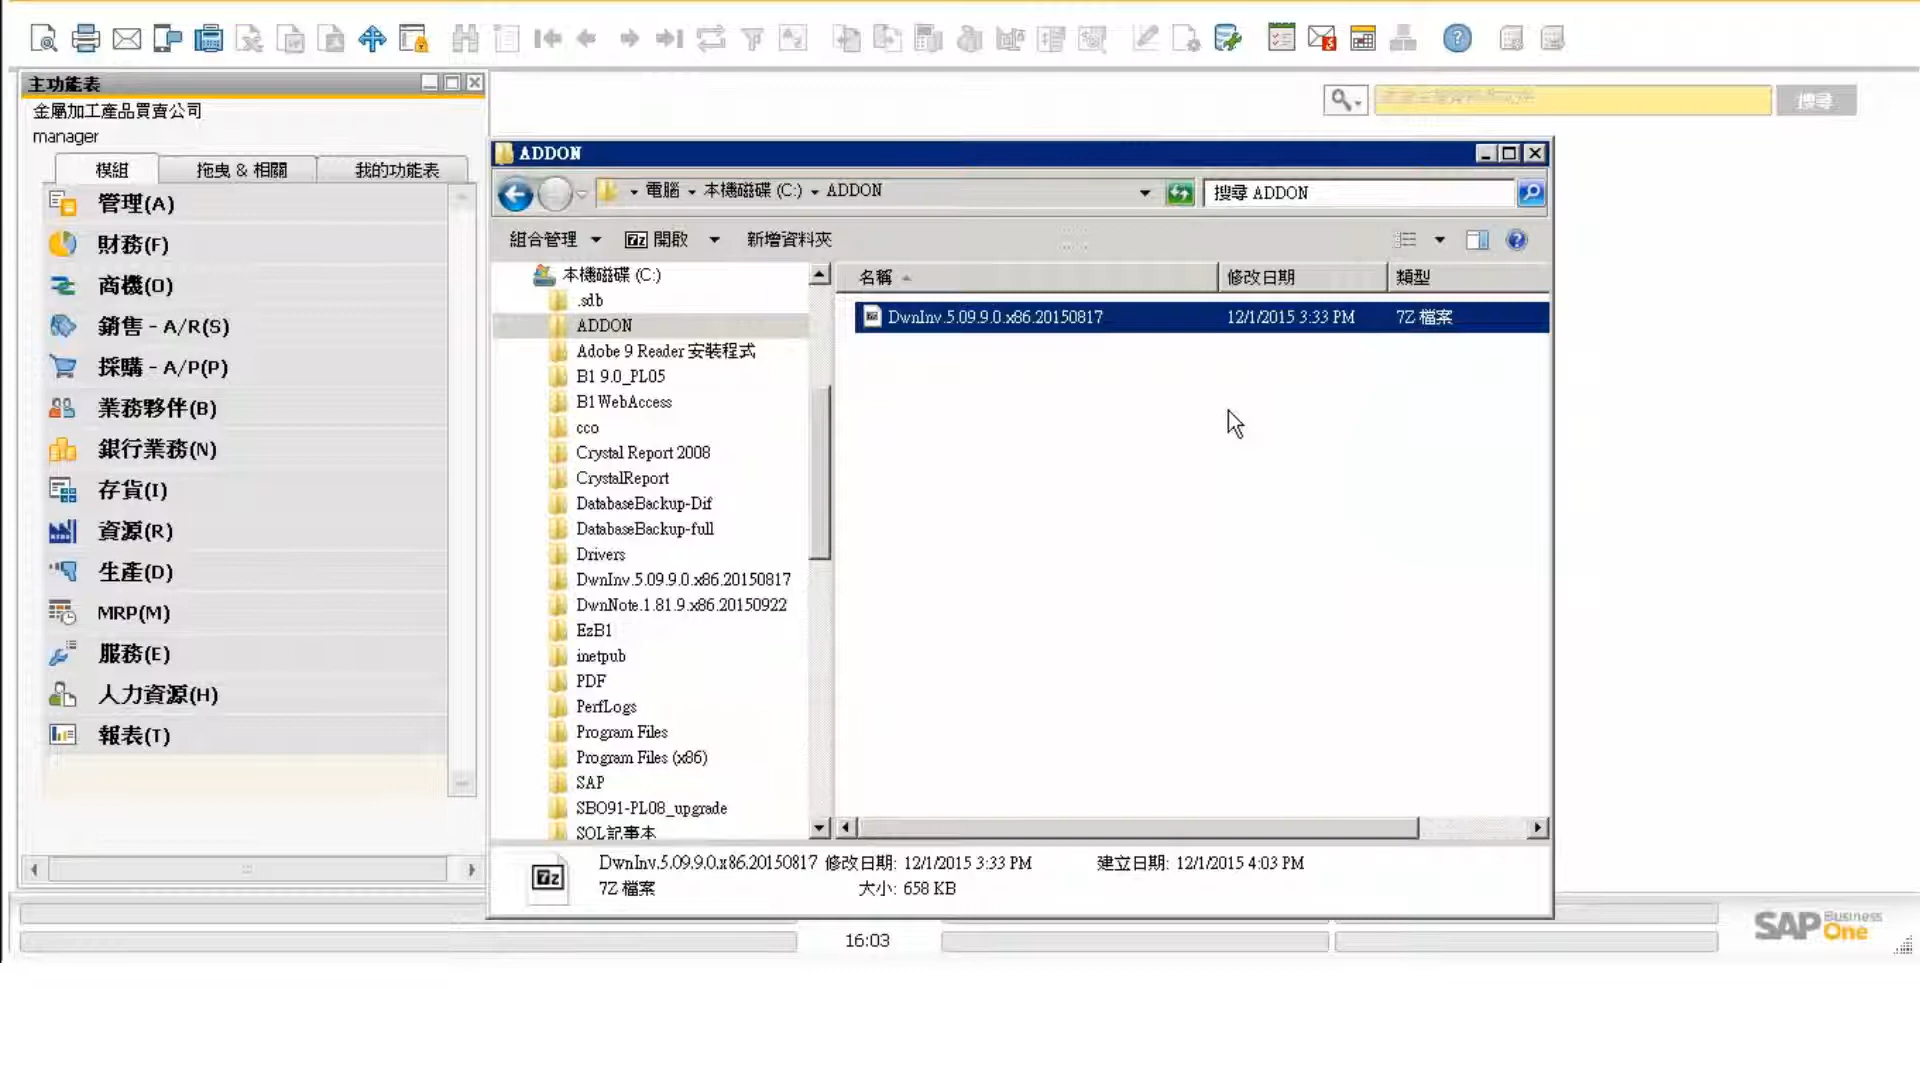 主功能表
金屬加工產品買賣公司
manager
模組
拖曳 & 相關
我的功能表
管理(A)
財務(F)
商機(O)
銷售 - A/R(S)
採購 - A/P(P)
業務夥伴(B)
銀行業務(N)
存貨(I)
資源(R)
生產(D)
MRP(M)
服務(E)
人力資源(H)
報表(T)
搜尋
ADDON
電腦 本機磁碟 (C:) ADDON
搜尋 ADDON
組合管理 開啟 新增資料夾
本機磁碟 (C:)
.sdb
ADDON
Adobe 9 Reader 安裝程式
B1 9.0_PL05
B1WebAccess
cco
Crystal Report 2008
CrystalReport
DatabaseBackup-Dif
DatabaseBackup-full
Drivers
DwnInv.5.09.9.0.x86.20150817
DwnNote.1.81.9.x86.20150922
EzB1
inetpub
PDF
PerfLogs
Program Files
Program Files (x86)
SAP
SBO91-PL08_upgrade
SQL記事本
名稱 修改日期 類型
DwnInv.5.09.9.0.x86.20150817 12/1/2015 3:33 PM 7Z 檔案
DwnInv.5.09.9.0.x86.20150817 修改日期: 12/1/2015 3:33 PM 建立日期: 12/1/2015 4:03 PM
7Z 檔案 大小: 658 KB
16:03
SAP Business One